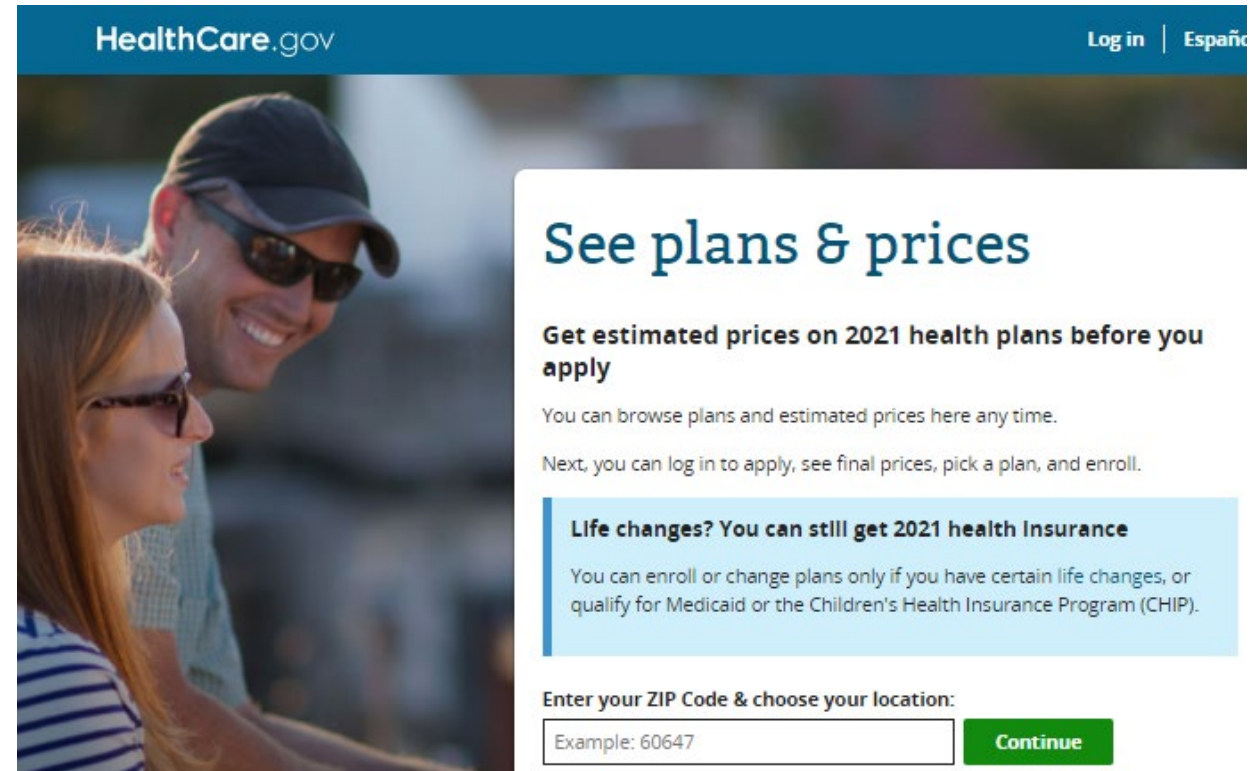 HealthCare.gov
Log in
See plans & prices
Get estimated prices on 2021 health plans before you
apply
You can browse plans and estimated prices here any time.
Next, you can log in to apply, see final prices, pick a plan, and enroll.
Life changes? You can still get 2021 health insurance
You can enroll or change plans only if you have certain life changes, or
qualify for Medicaid or the Children's Health Insurance Program (CHIP).
Enter your ZIP Code & choose your location:
Example: 60647
Continue